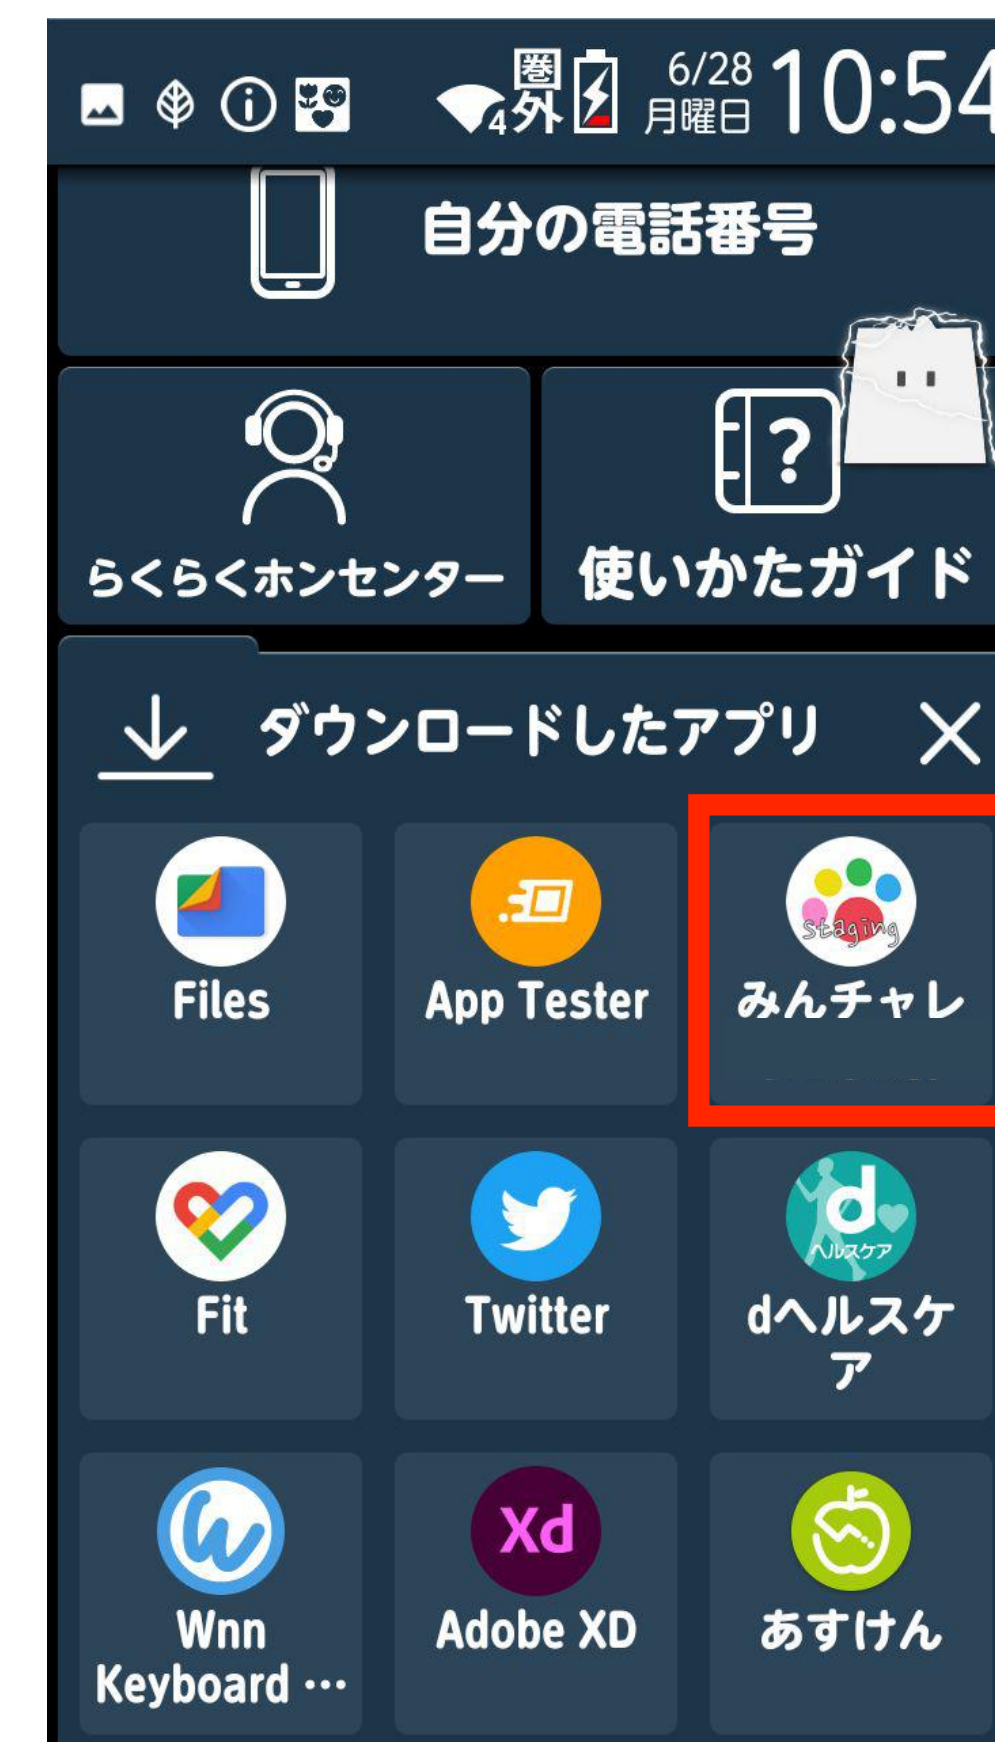 4
圏外
6/28
月曜日
10:54
自分の電話番号
?
らくらくホンセンター
使いかたガイド
ダウンロードしたアプリ
Files
App Tester
staging
みんチャレ
Fit
Twitter
d
ヘルスケア
dヘルスケ
ア
Wnn
Keyboard …
Xd
Adobe XD
あすけん